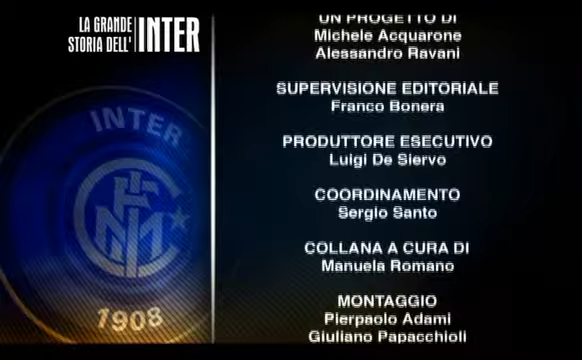 LA GRANDE
STORIA DELL' INTER
INTER
1908
UN PROGETTO DI
Michele Acquarone
Alessandro Ravani
SUPERVISIONE EDITORIALE
Franco Bonera
PRODUTTORE ESECUTIVO
Luigi De Siervo
COORDINAMENTO
Sergio Santo
COLLANA A CURA DI
Manuela Romano
MONTAGGIO
Pierpaolo Adami
Giuliano Papacchioli